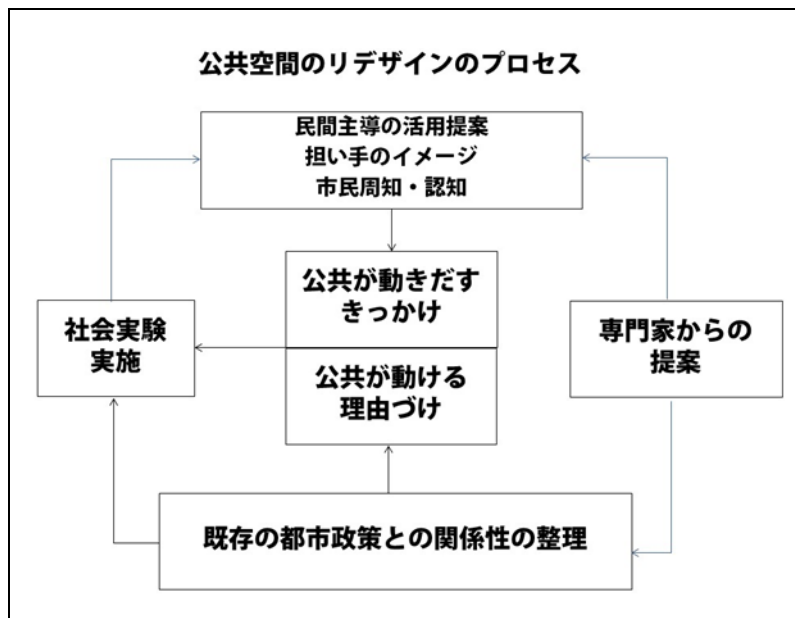 公共空間のリデザインのプロセス
民間主導の活用提案
担い手のイメージ
市民周知・認知
公共が動きだす
きっかけ
社会実験
実施
専門家からの
提案
公共が動ける
理由づけ
既存の都市政策との関係性の整理